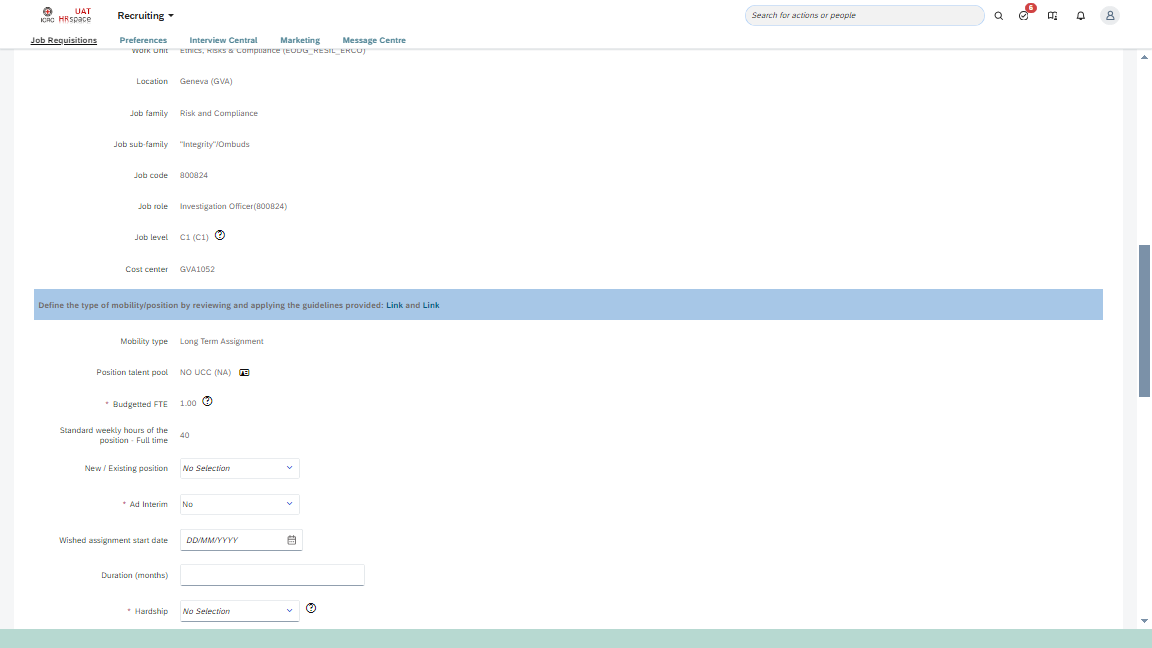 ICRC
UAT
HRspace
Recruiting
Search for actions or people
6
Job Requisitions
Preferences
Interview Central
Marketing
Message Centre
Work Unit Ethics, Risks & Compliance (EODG_RESIL_ERCO)
Location Geneva (GVA)
Job family Risk and Compliance
Job sub-family "Integrity"/Ombuds
Job code 800824
Job role Investigation Officer(800824)
Job level C1 (C1) ?
Cost center GVA1052
Define the type of mobility/position by reviewing and applying the guidelines provided: Link and Link
Mobility type Long Term Assignment
Position talent pool NO UCC (NA)
* Budgetted FTE 1.00 ?
Standard weekly hours of the
position - Full time 40
New / Existing position No Selection
* Ad Interim No
Wished assignment start date DD/MM/YYYY
Duration (months)
* Hardship No Selection ?